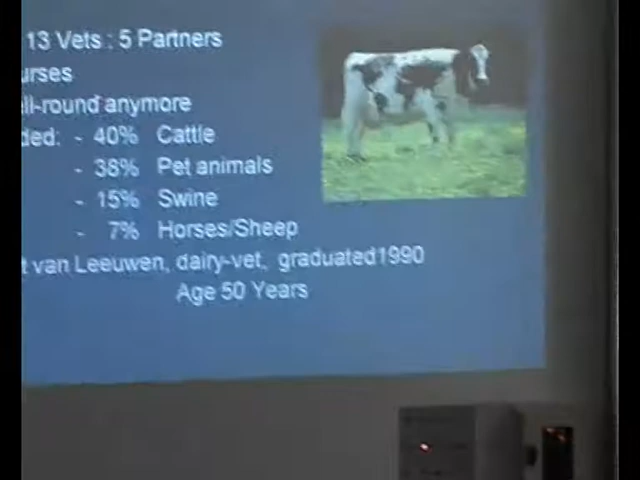 13 Vets : 5 Partners
urses
ll-round anymore
ded: - 40% Cattle
- 38% Pet animals
- 15% Swine
- 7% Horses/Sheep
t van Leeuwen, dairy-vet, graduated1990
Age 50 Years